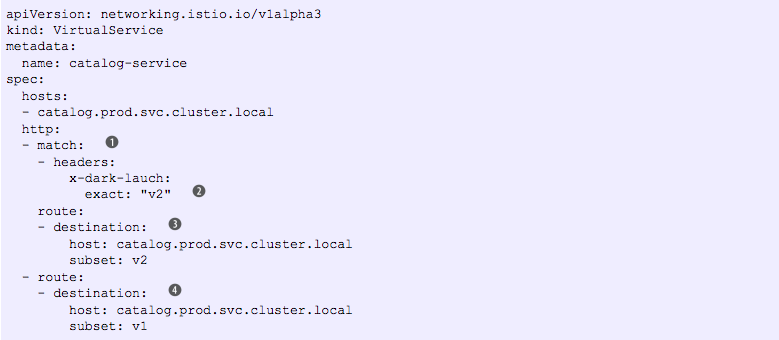 apiVersion: networking.istio.io/v1alpha3
kind: VirtualService
metadata:
  name: catalog-service
spec:
  hosts:
  - catalog.prod.svc.cluster.local
  http:
  - match: ❶
    - headers:
        x-dark-lauch:
          exact: "v2" ❷
    route:
    - destination: ❸
        host: catalog.prod.svc.cluster.local
        subset: v2
  - route:
    - destination: ❹
        host: catalog.prod.svc.cluster.local
        subset: v1